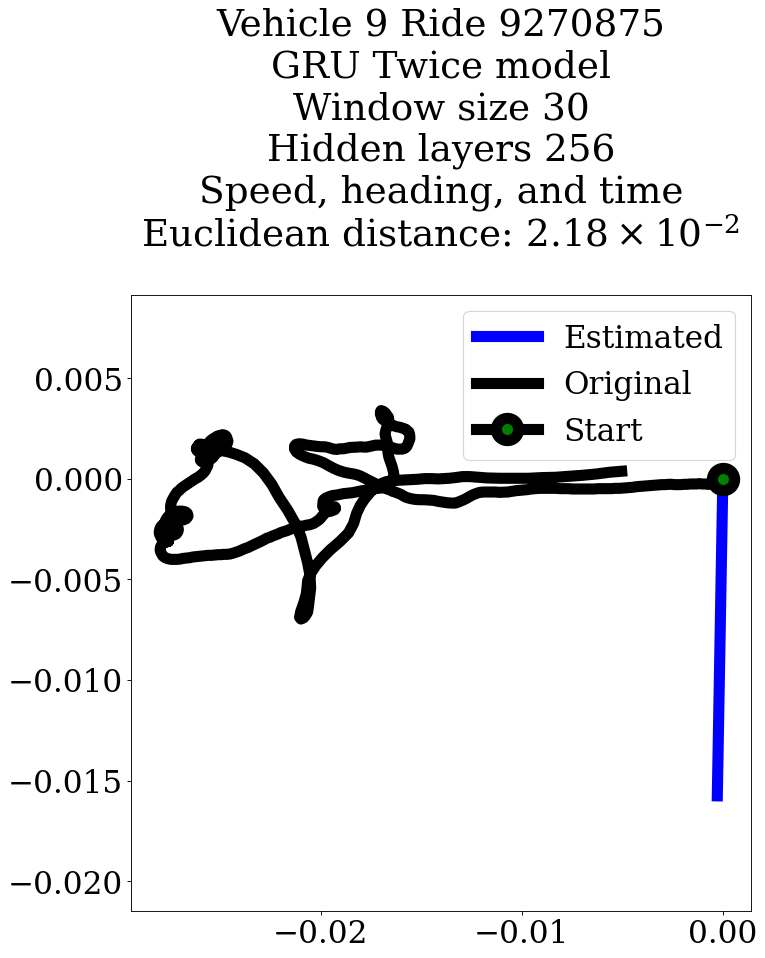 Vehicle 9 Ride 9270875
GRU Twice model
Window size 30
Hidden layers 256
Speed, heading, and time
Euclidean distance: 2.18 × 10⁻²
Estimated
Original
Start
0.005
0.000
−0.005
−0.010
−0.015
−0.020
−0.02
−0.01
0.00